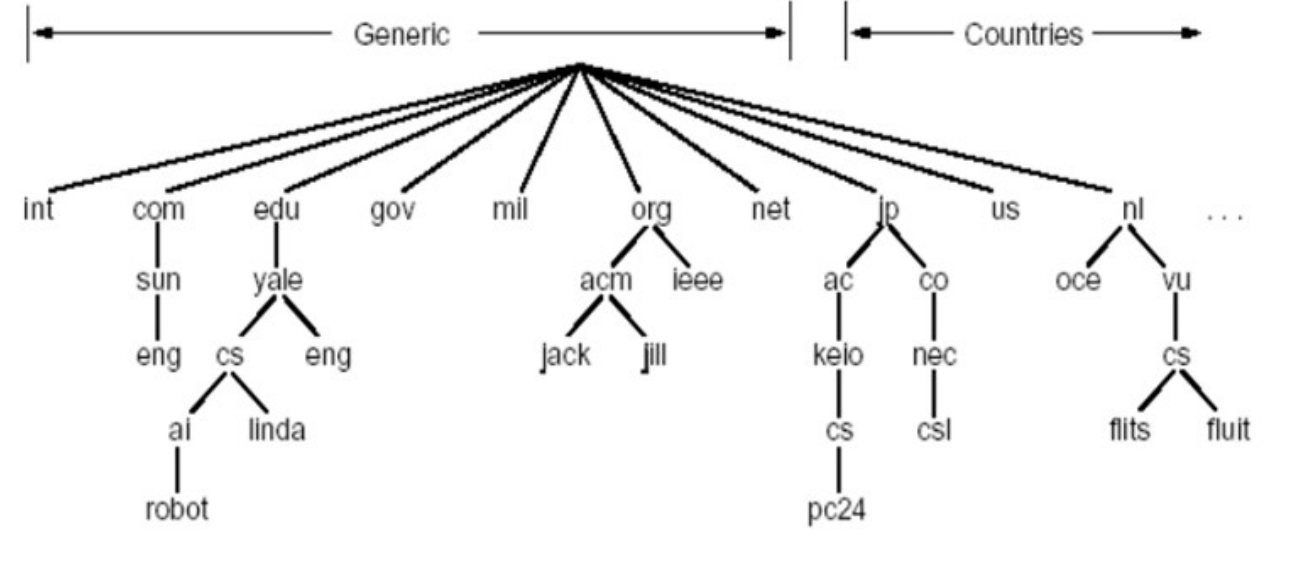 Generic Countries
int com edu gov mil org net jp us nl ...
sun yale acm ieee ac co oce vu
eng cs eng jack jill keio nec cs
ai linda cs csl flits fluit
robot pc24